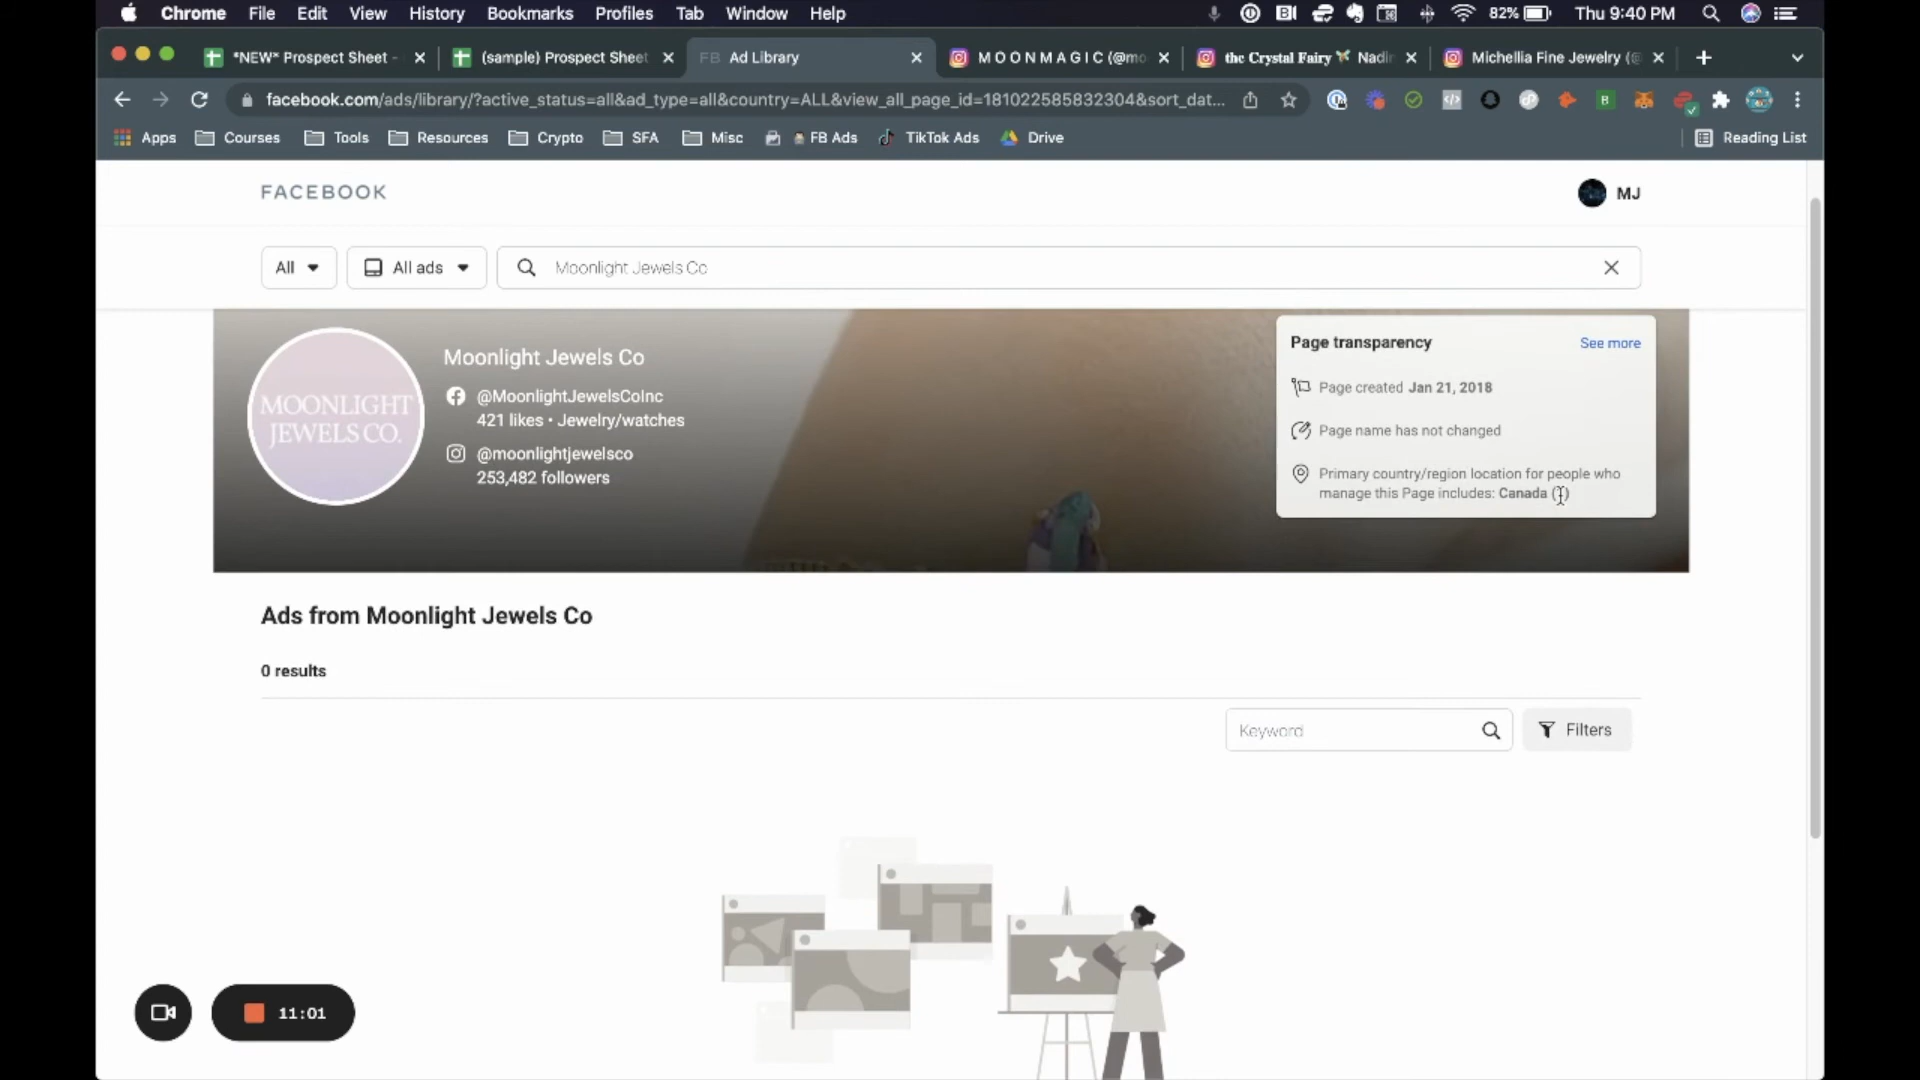 Chrome File Edit View History Bookmarks Profiles Tab Window Help 82% Thu 9:40 PM
*NEW* Prospect Sheet - (sample) Prospect Sheet FB Ad Library M O O N M A G I C (@mo the Crystal Fairy Nadi Michellia Fine Jewelry (@
facebook.com/ads/library/?active_status=all&ad_type=all&country=ALL&view_all_page_id=181022585832304&sort_dat...
Apps Courses Tools Resources Crypto SFA Misc FB Ads TikTok Ads Drive Reading List
FACEBOOK
MJ
All All ads Moonlight Jewels Co
MOONLIGHT
JEWELS CO.
Moonlight Jewels Co
@MoonlightJewelsCoInc
421 likes • Jewelry/watches
@moonlightjewelsco
253,482 followers
Page transparency See more
Page created Jan 21, 2018
Page name has not changed
Primary country/region location for people who
manage this Page includes: Canada
Ads from Moonlight Jewels Co
0 results
Keyword Filters
11:01